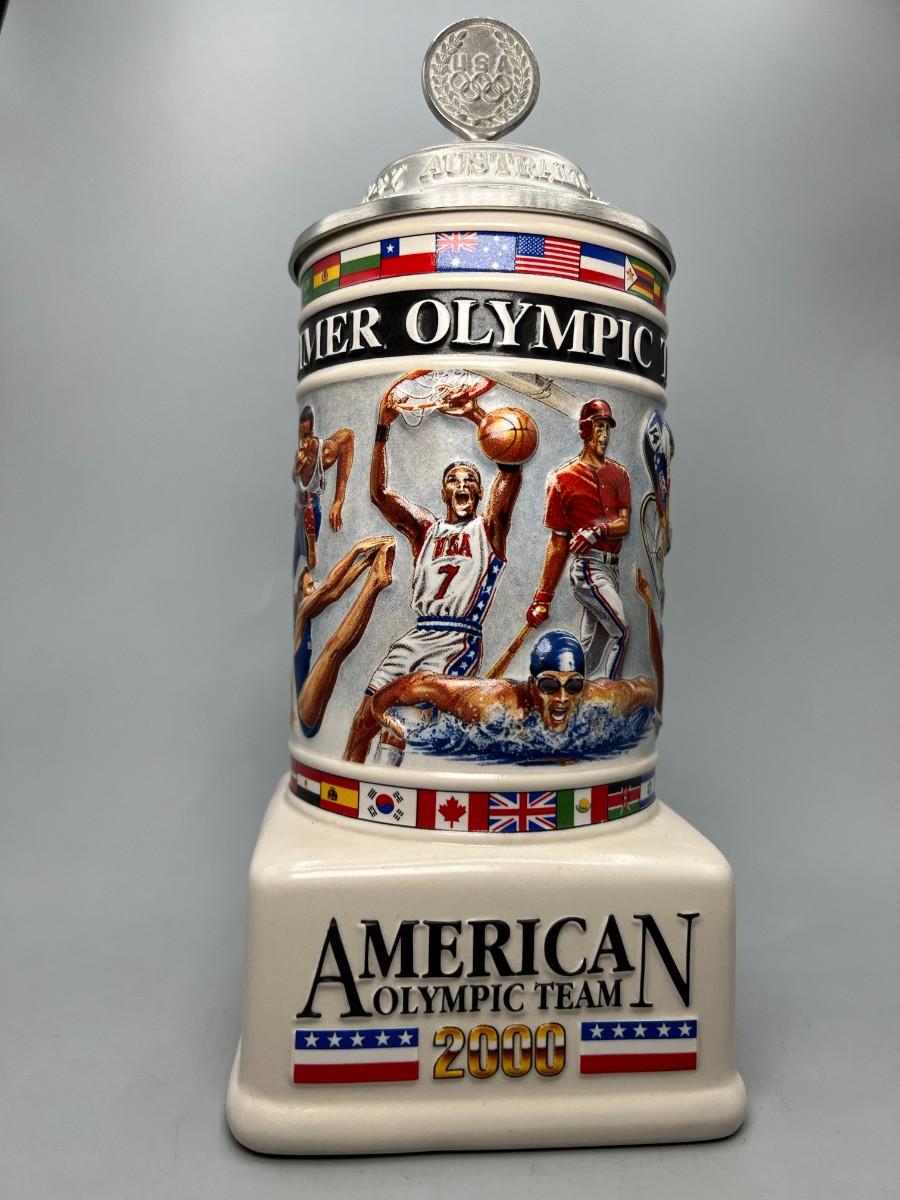 USA
AUSTRALIA
MER OLYMPIC T
USA
7
AMERICAN
OLYMPIC TEAM
2000